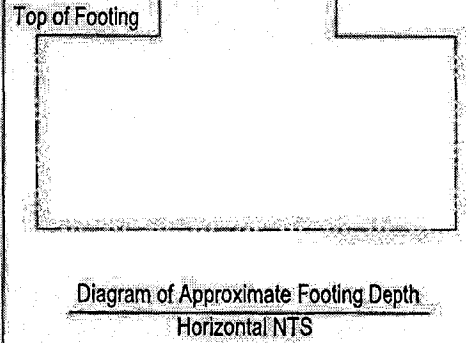 Top of Footing
Diagram of Approximate Footing Depth
Horizontal NTS